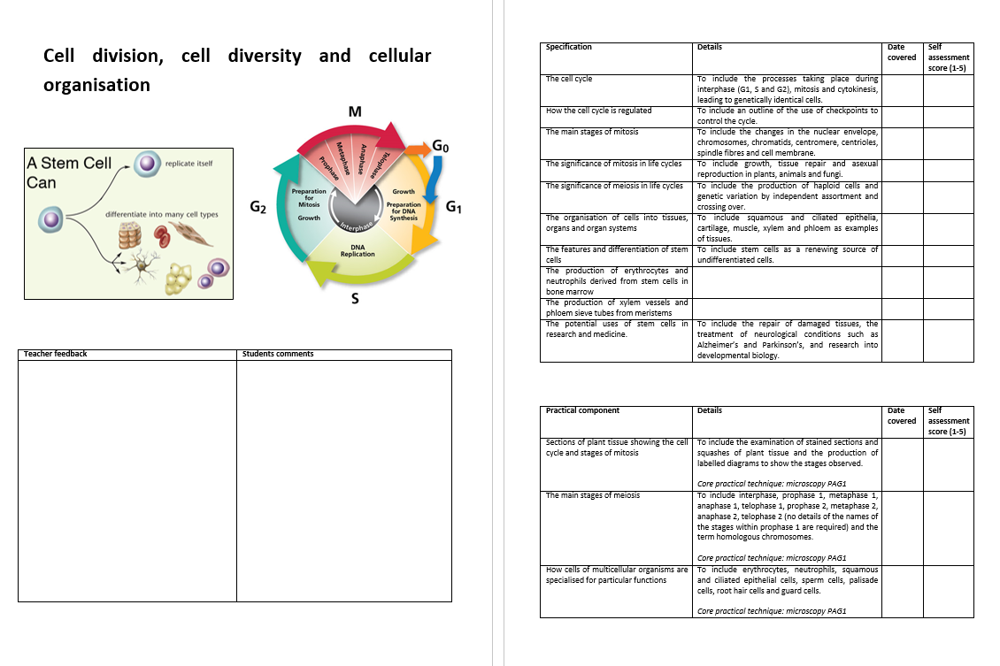 Cell division, cell diversity and cellular
organisation
A Stem Cell
Can
replicate itself
differentiate into many cell types
M
G0
G1
S
G2
Prophase
Metaphase
Anaphase
Telophase
Preparation
for
Mitosis
Growth
Growth
Preparation
for DNA
Synthesis
Interphase
DNA
Replication
Teacher feedback
Students comments
Specification
Details
Date
covered
Self
assessment
score (1-5)
The cell cycle
To include the processes taking place during
interphase (G1, S and G2), mitosis and cytokinesis,
leading to genetically identical cells.
How the cell cycle is regulated
To include an outline of the use of checkpoints to
control the cycle.
The main stages of mitosis
To include the changes in the nuclear envelope,
chromosomes, chromatids, centromere, centrioles,
spindle fibres and cell membrane.
The significance of mitosis in life cycles
To include growth, tissue repair and asexual
reproduction in plants, animals and fungi.
The significance of meiosis in life cycles
To include the production of haploid cells and
genetic variation by independent assortment and
crossing over.
The organisation of cells into tissues,
organs and organ systems
To include squamous and ciliated epithelia,
cartilage, muscle, xylem and phloem as examples
of tissues.
The features and differentiation of stem
cells
To include stem cells as a renewing source of
undifferentiated cells.
The production of erythrocytes and
neutrophils derived from stem cells in
bone marrow
The production of xylem vessels and
phloem sieve tubes from meristems
The potential uses of stem cells in
research and medicine.
To include the repair of damaged tissues, the
treatment of neurological conditions such as
Alzheimer's and Parkinson's, and research into
developmental biology.
Practical component
Details
Date
covered
Self
assessment
score (1-5)
Sections of plant tissue showing the cell
cycle and stages of mitosis
To include the examination of stained sections and
squashes of plant tissue and the production of
labelled diagrams to show the stages observed.
Core practical technique: microscopy PAG1
The main stages of meiosis
To include interphase, prophase 1, metaphase 1,
anaphase 1, telophase 1, prophase 2, metaphase 2,
anaphase 2, telophase 2 (no details of the names of
the stages within prophase 1 are required) and the
term homologous chromosomes.
Core practical technique: microscopy PAG1
How cells of multicellular organisms are
specialised for particular functions
To include erythrocytes, neutrophils, squamous
and ciliated epithelial cells, sperm cells, palisade
cells, root hair cells and guard cells.
Core practical technique: microscopy PAG1